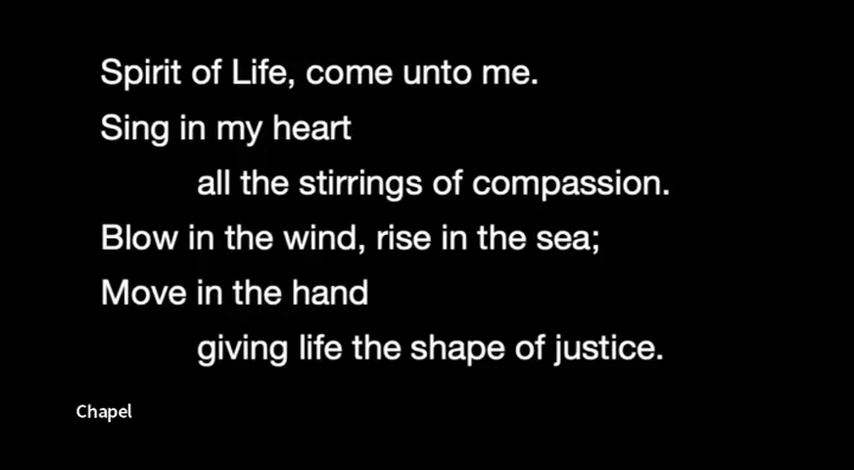 Spirit of Life, come unto me.
Sing in my heart
all the stirrings of compassion.
Blow in the wind, rise in the sea;
Move in the hand
giving life the shape of justice.
Chapel